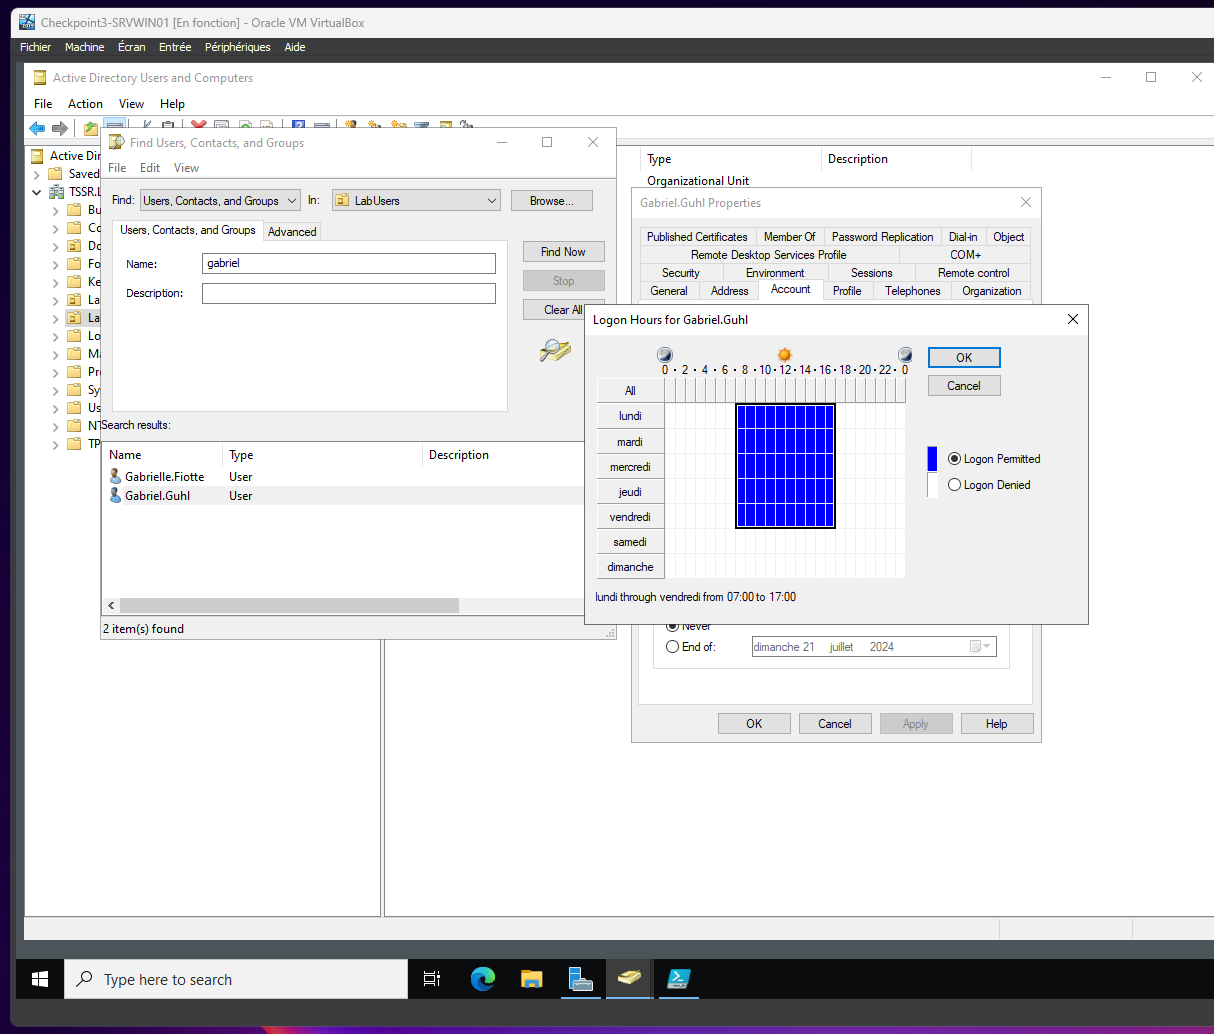 Checkpoint3-SRVWIN01 [En fonction] - Oracle VM VirtualBox
Fichier Machine Écran Entrée Périphériques Aide
Active Directory Users and Computers
File Action View Help
Active Dir
Saved
TSSR.L
Bu
Co
Do
Fo
Ke
La
La
Lo
Ma
Pr
Sy
Us
NT
TP
Type Description
Organizational Unit
Find Users, Contacts, and Groups
File Edit View
Find: Users, Contacts, and Groups In: LabUsers Browse...
Users, Contacts, and Groups Advanced
Name: gabriel
Description:
Find Now
Stop
Clear All
Search results:
Name Type Description
Gabrielle.Fiotte User
Gabriel.Guhl User
2 item(s) found
Gabriel.Guhl Properties
Published Certificates Member Of Password Replication Dial-in Object
Remote Desktop Services Profile COM+
Security Environment Sessions Remote control
General Address Account Profile Telephones Organization
Logon Hours for Gabriel.Guhl
0 · 2 · 4 · 6 · 8 · 10 · 12 · 14 · 16 · 18 · 20 · 22 · 0
All
lundi
mardi
mercredi
jeudi
vendredi
samedi
dimanche
OK
Cancel
Logon Permitted
Logon Denied
lundi through vendredi from 07:00 to 17:00
Never
End of: dimanche 21 juillet 2024
OK Cancel Apply Help
Type here to search